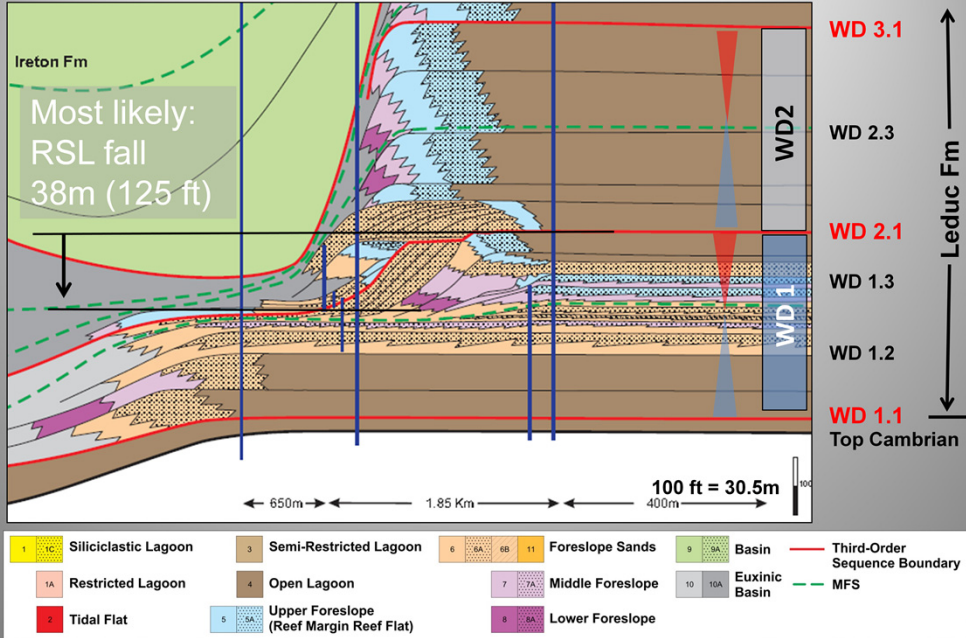 Ireton Fm
Most likely:
RSL fall
38m (125 ft)
WD2
WD 1
WD 3.1
WD 2.3
WD 2.1
WD 1.3
WD 1.2
WD 1.1
Top Cambrian
Leduc Fm
650m
1.85 Km
400m
100 ft = 30.5m
100
1 1C Siliciclastic Lagoon
1A Restricted Lagoon
2 Tidal Flat
3 Semi-Restricted Lagoon
4 Open Lagoon
5 5A Upper Foreslope
(Reef Margin Reef Flat)
6 6A 6B 11 Foreslope Sands
7 7A Middle Foreslope
8 8A Lower Foreslope
9 9A Basin
10 10A Euxinic
Basin
Third-Order
Sequence Boundary
MFS